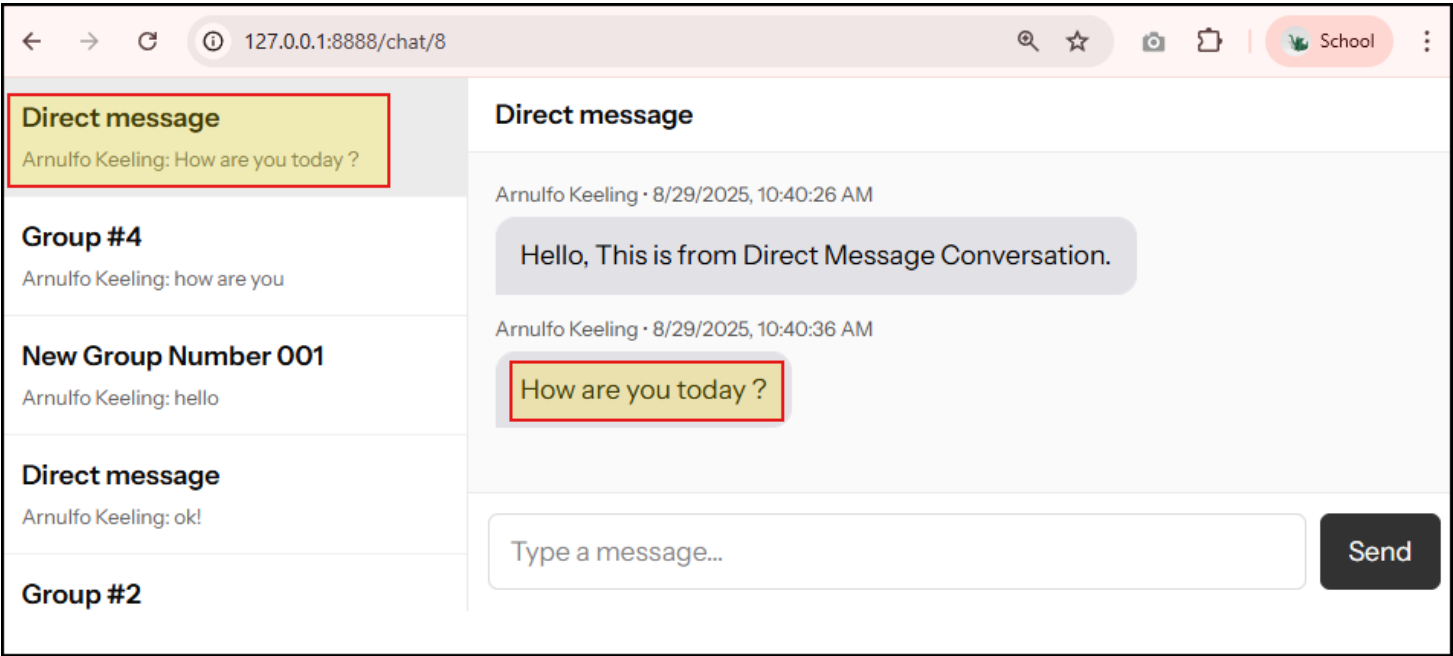 127.0.0.1:8888/chat/8
School
Direct message
Arnulfo Keeling: How are you today ?
Group #4
Arnulfo Keeling: how are you
New Group Number 001
Arnulfo Keeling: hello
Direct message
Arnulfo Keeling: ok!
Group #2
Direct message
Arnulfo Keeling • 8/29/2025, 10:40:26 AM
Hello, This is from Direct Message Conversation.
Arnulfo Keeling • 8/29/2025, 10:40:36 AM
How are you today ?
Type a message...
Send